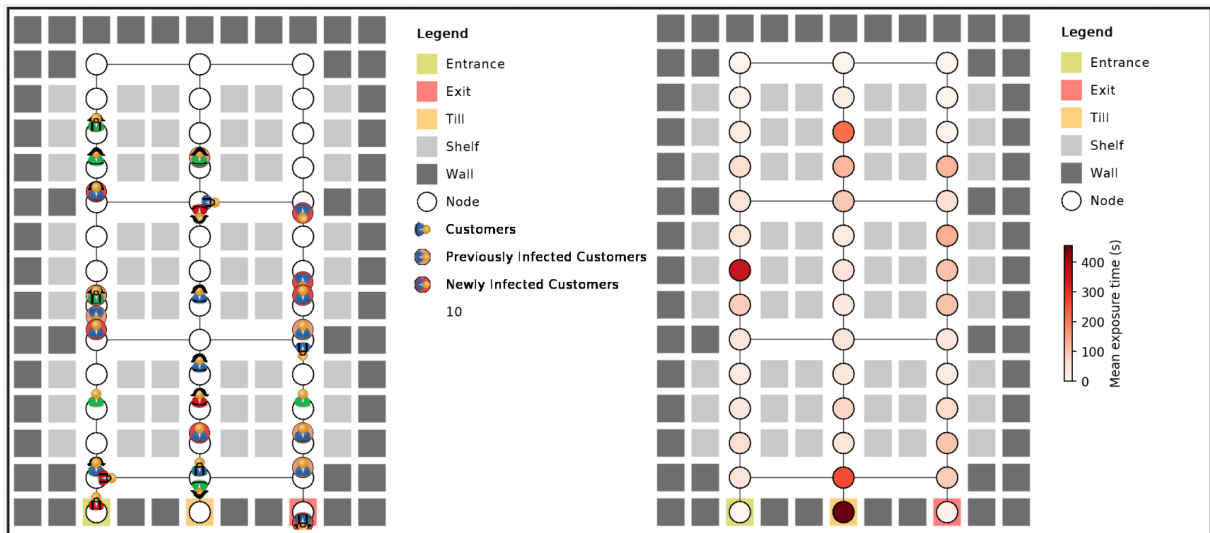 Legend
Entrance
Exit
Till
Shelf
Wall
Node
Customers
Previously Infected Customers
Newly Infected Customers
10
Legend
Entrance
Exit
Till
Shelf
Wall
Node
400
300
200
100
0
Mean exposure time (s)